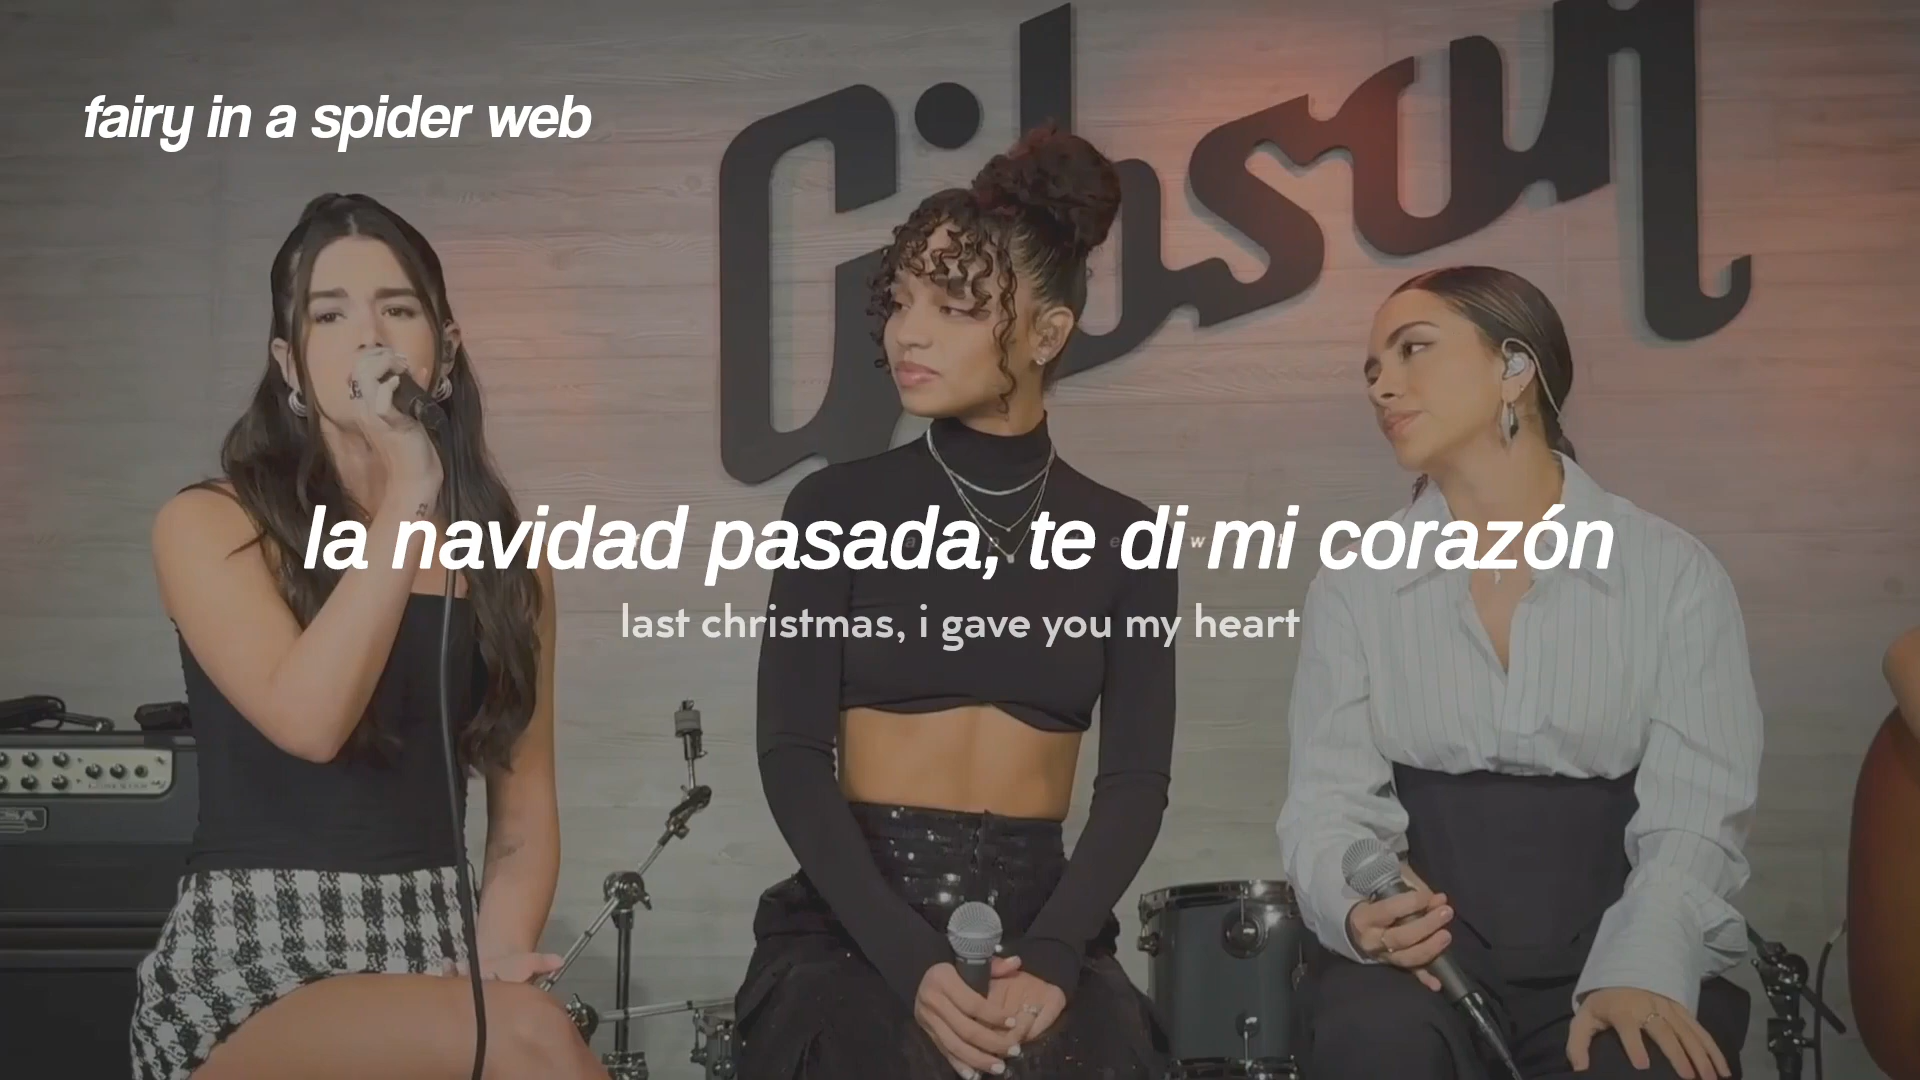 fairy in a spider web
Gibson
la navidad pasada, te di mi corazón
last christmas, i gave you my heart